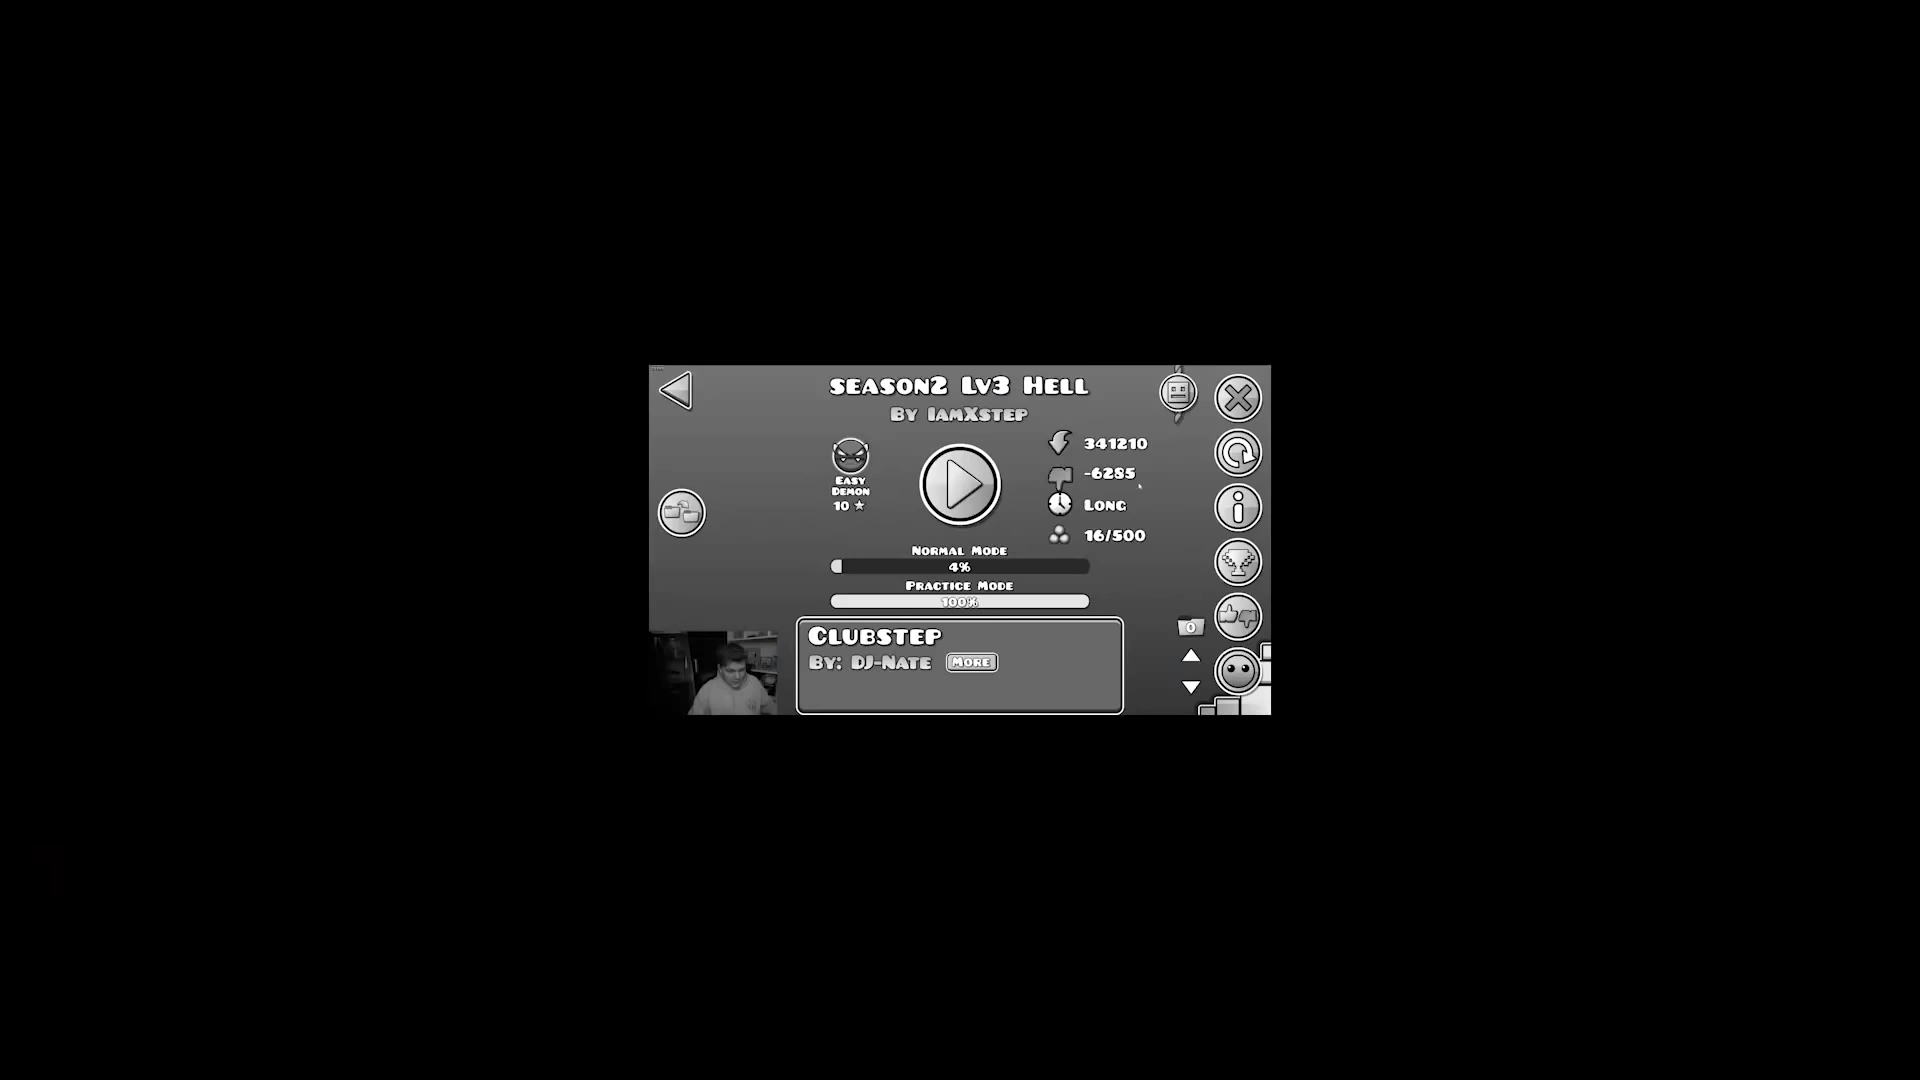 season2 Lv3 Hell
By IamXstep
341210
-6285
Easy
Demon
10
Long
16/500
Normal Mode
4%
Practice Mode
100%
Clubstep
By: DJ-Nate More
0